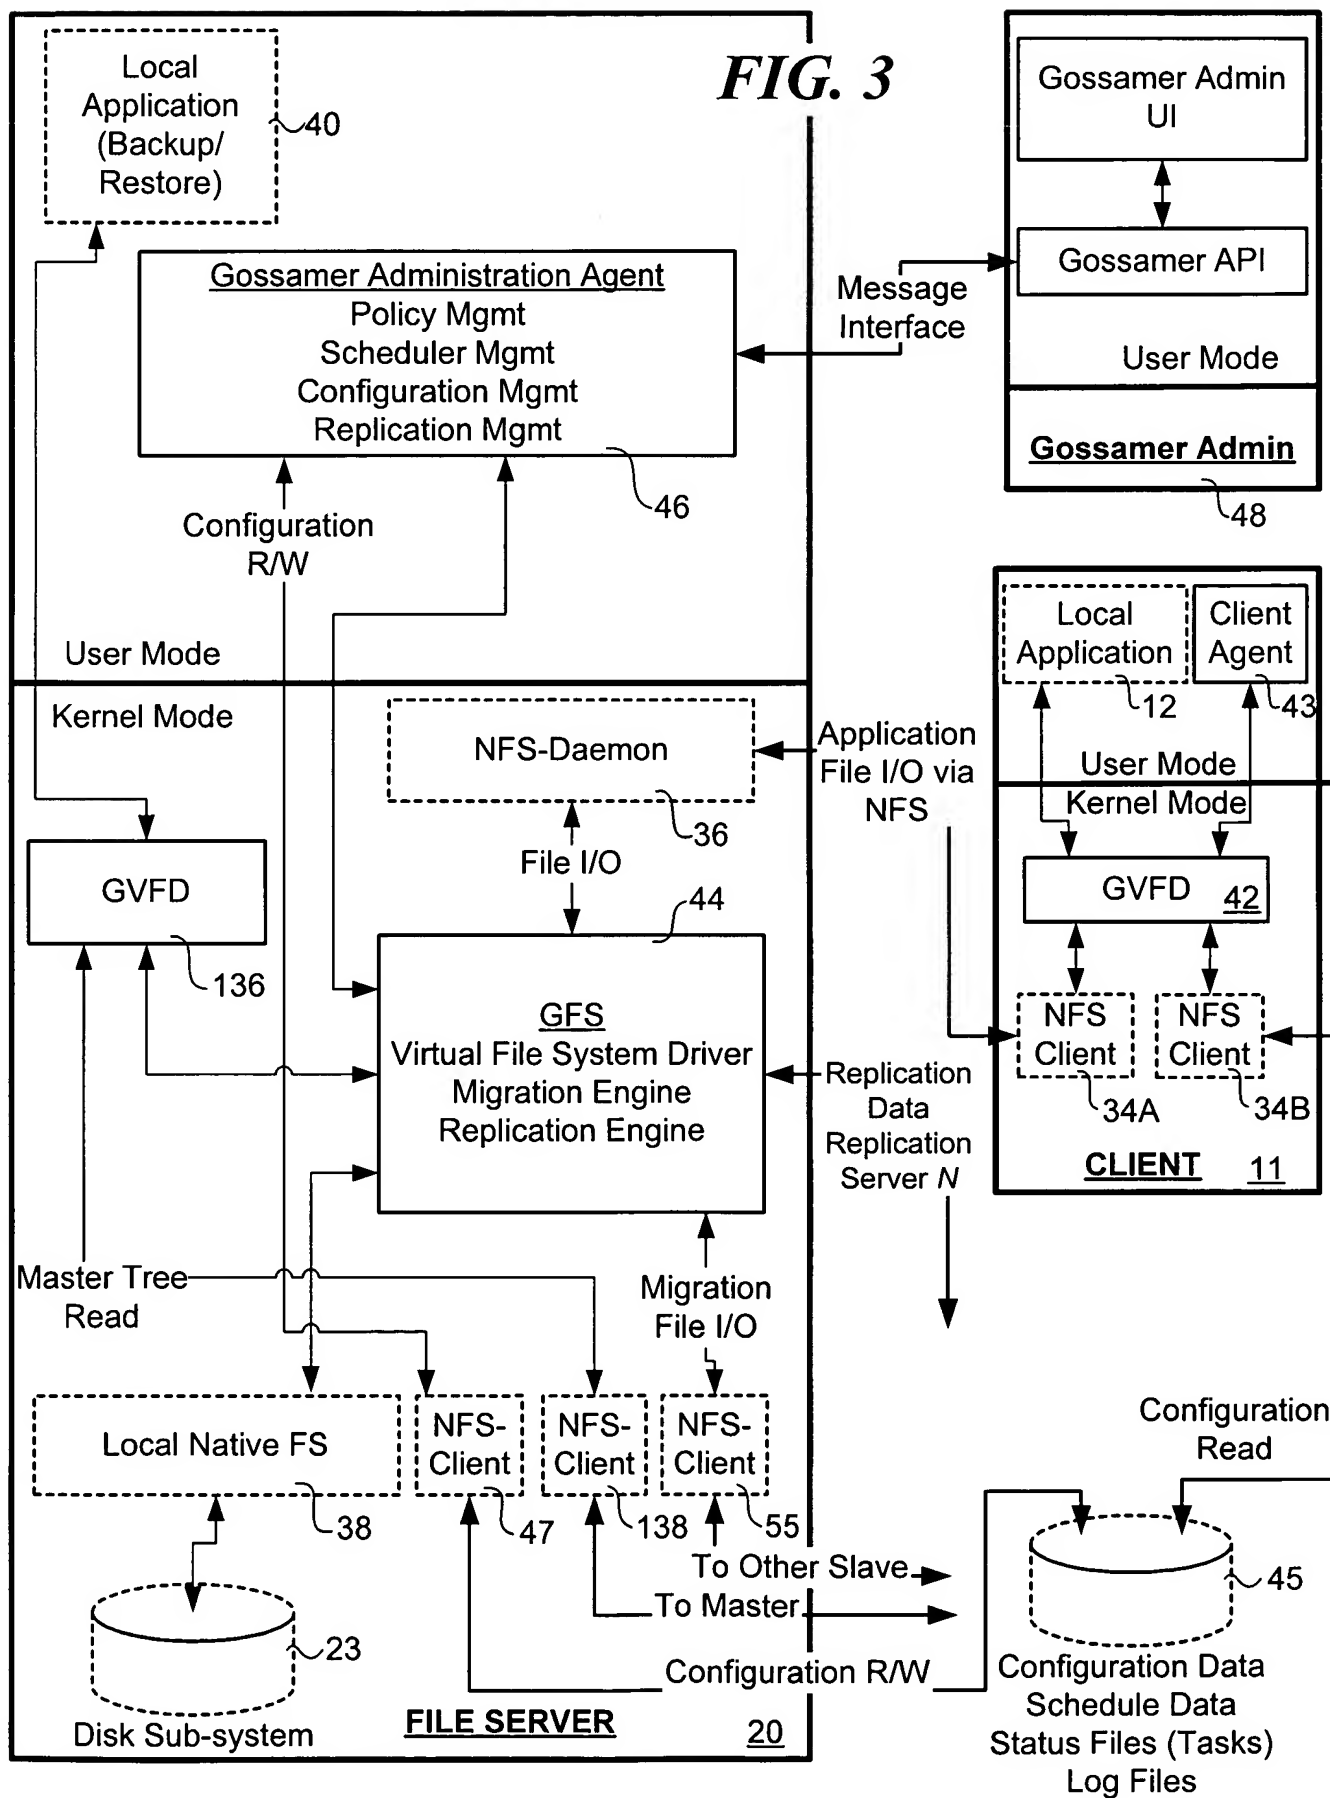 FIG. 3
Local
Application
(Backup/
Restore)
40
Gossamer Administration Agent
Policy Mgmt
Scheduler Mgmt
Configuration Mgmt
Replication Mgmt
46
Configuration
R/W
User Mode
Message
Interface
Gossamer Admin
UI
Gossamer API
User Mode
Gossamer Admin
48
Kernel Mode
NFS-Daemon
36
File I/O
Application
File I/O via
NFS
Local
Application
12
Client
Agent
43
User Mode
Kernel Mode
GVFD
42
NFS
Client
34A
NFS
Client
34B
CLIENT
11
GVFD
136
44
GFS
Virtual File System Driver
Migration Engine
Replication Engine
Replication
Data
Replication
Server N
Master Tree
Read
Migration
File I/O
Local Native FS
38
NFS-
Client
47
NFS-
Client
138
NFS-
Client
55
To Other Slave
To Master
Configuration R/W
23
Disk Sub-system
FILE SERVER
20
Configuration
Read
45
Configuration Data
Schedule Data
Status Files (Tasks)
Log Files